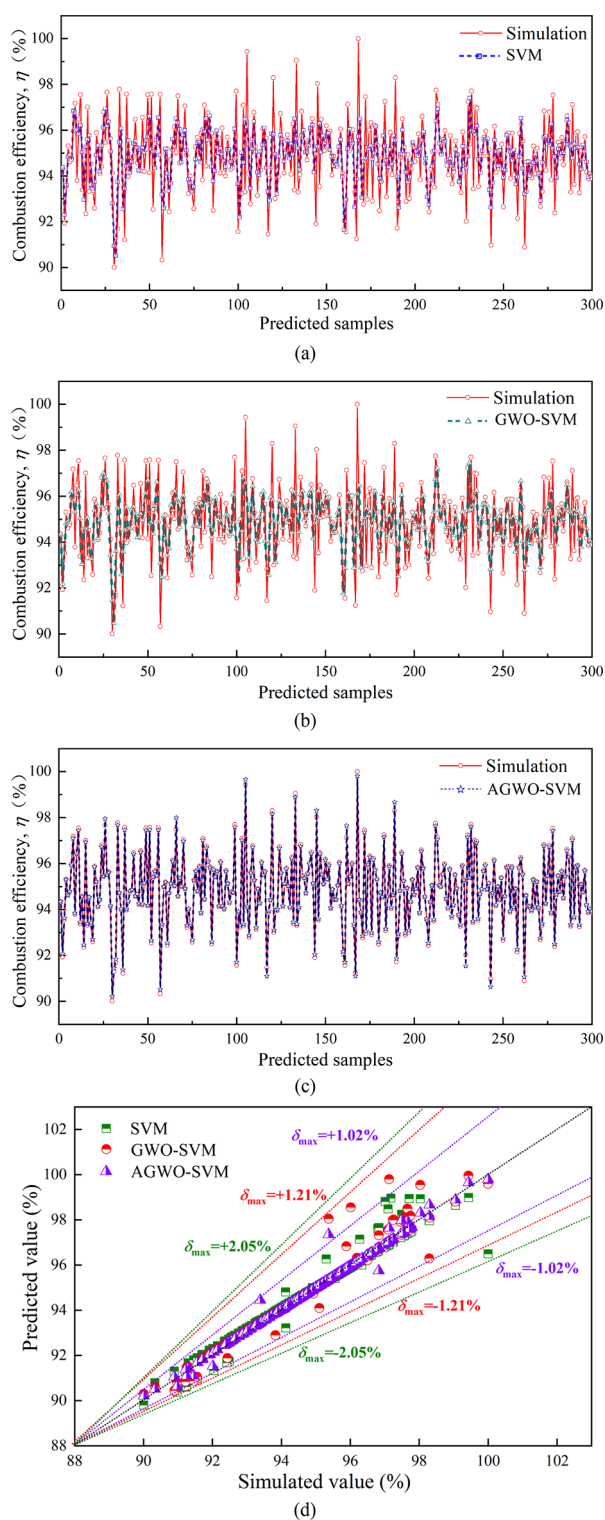 Combustion efficiency, η (%)
100
98
96
94
92
90
Simulation
SVM
0
50
100
150
200
250
300
Predicted samples
(a)
Combustion efficiency, η (%)
100
98
96
94
92
90
Simulation
GWO-SVM
0
50
100
150
200
250
300
Predicted samples
(b)
Combustion efficiency, η (%)
100
98
96
94
92
90
Simulation
AGWO-SVM
0
50
100
150
200
250
300
Predicted samples
(c)
Predicted value (%)
102
100
98
96
94
92
90
88
SVM
GWO-SVM
AGWO-SVM
δmax=+1.02%
δmax=+1.21%
δmax=+2.05%
δmax=-1.02%
δmax=-1.21%
δmax=-2.05%
88
90
92
94
96
98
100
102
Simulated value (%)
(d)